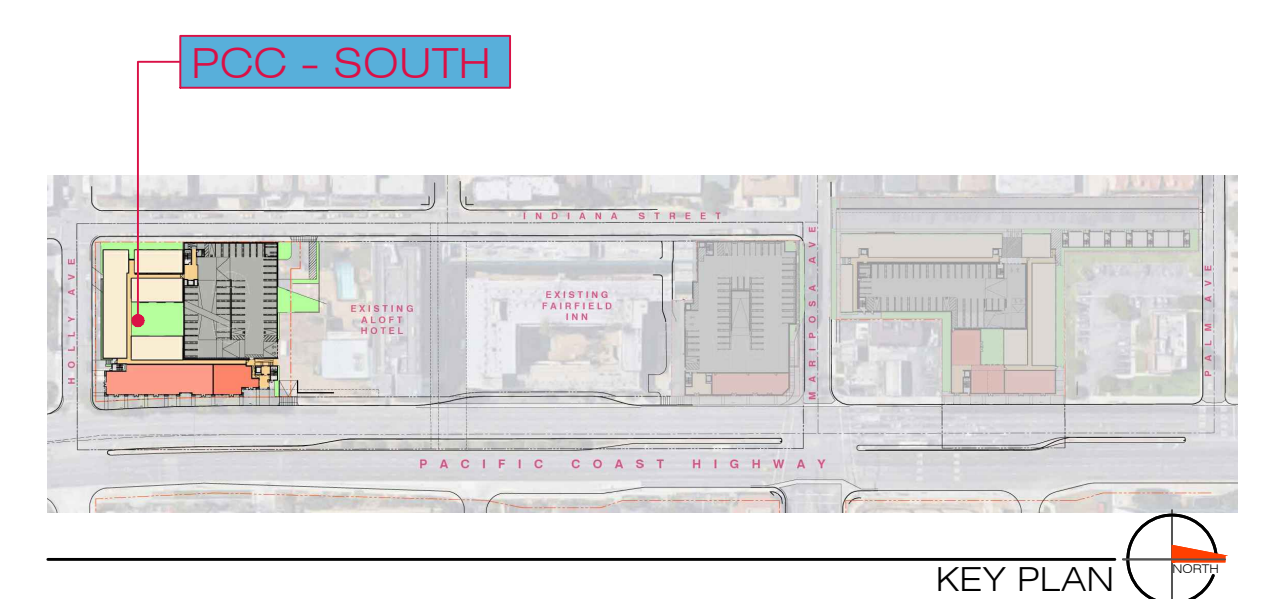 PCC - SOUTH
INDIANA STREET
HOLLY AVE
EXISTING
ALOFT
HOTEL
EXISTING
FAIRFIELD
INN
MARIPOSA AVE
PALM AVE
PACIFIC COAST HIGHWAY
KEY PLAN
NORTH